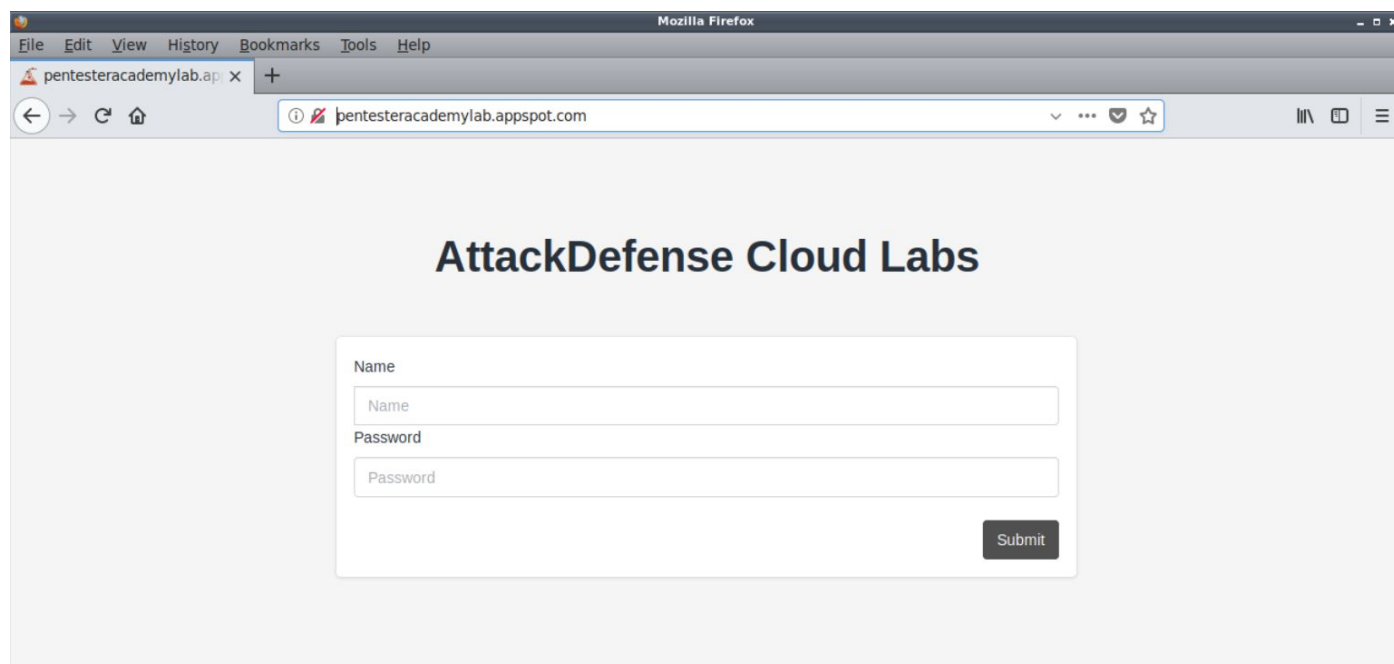 Mozilla Firefox
File Edit View History Bookmarks Tools Help
pentesteracademylab.ap
pentesteracademylab.appspot.com
AttackDefense Cloud Labs
Name
Name
Password
Password
Submit